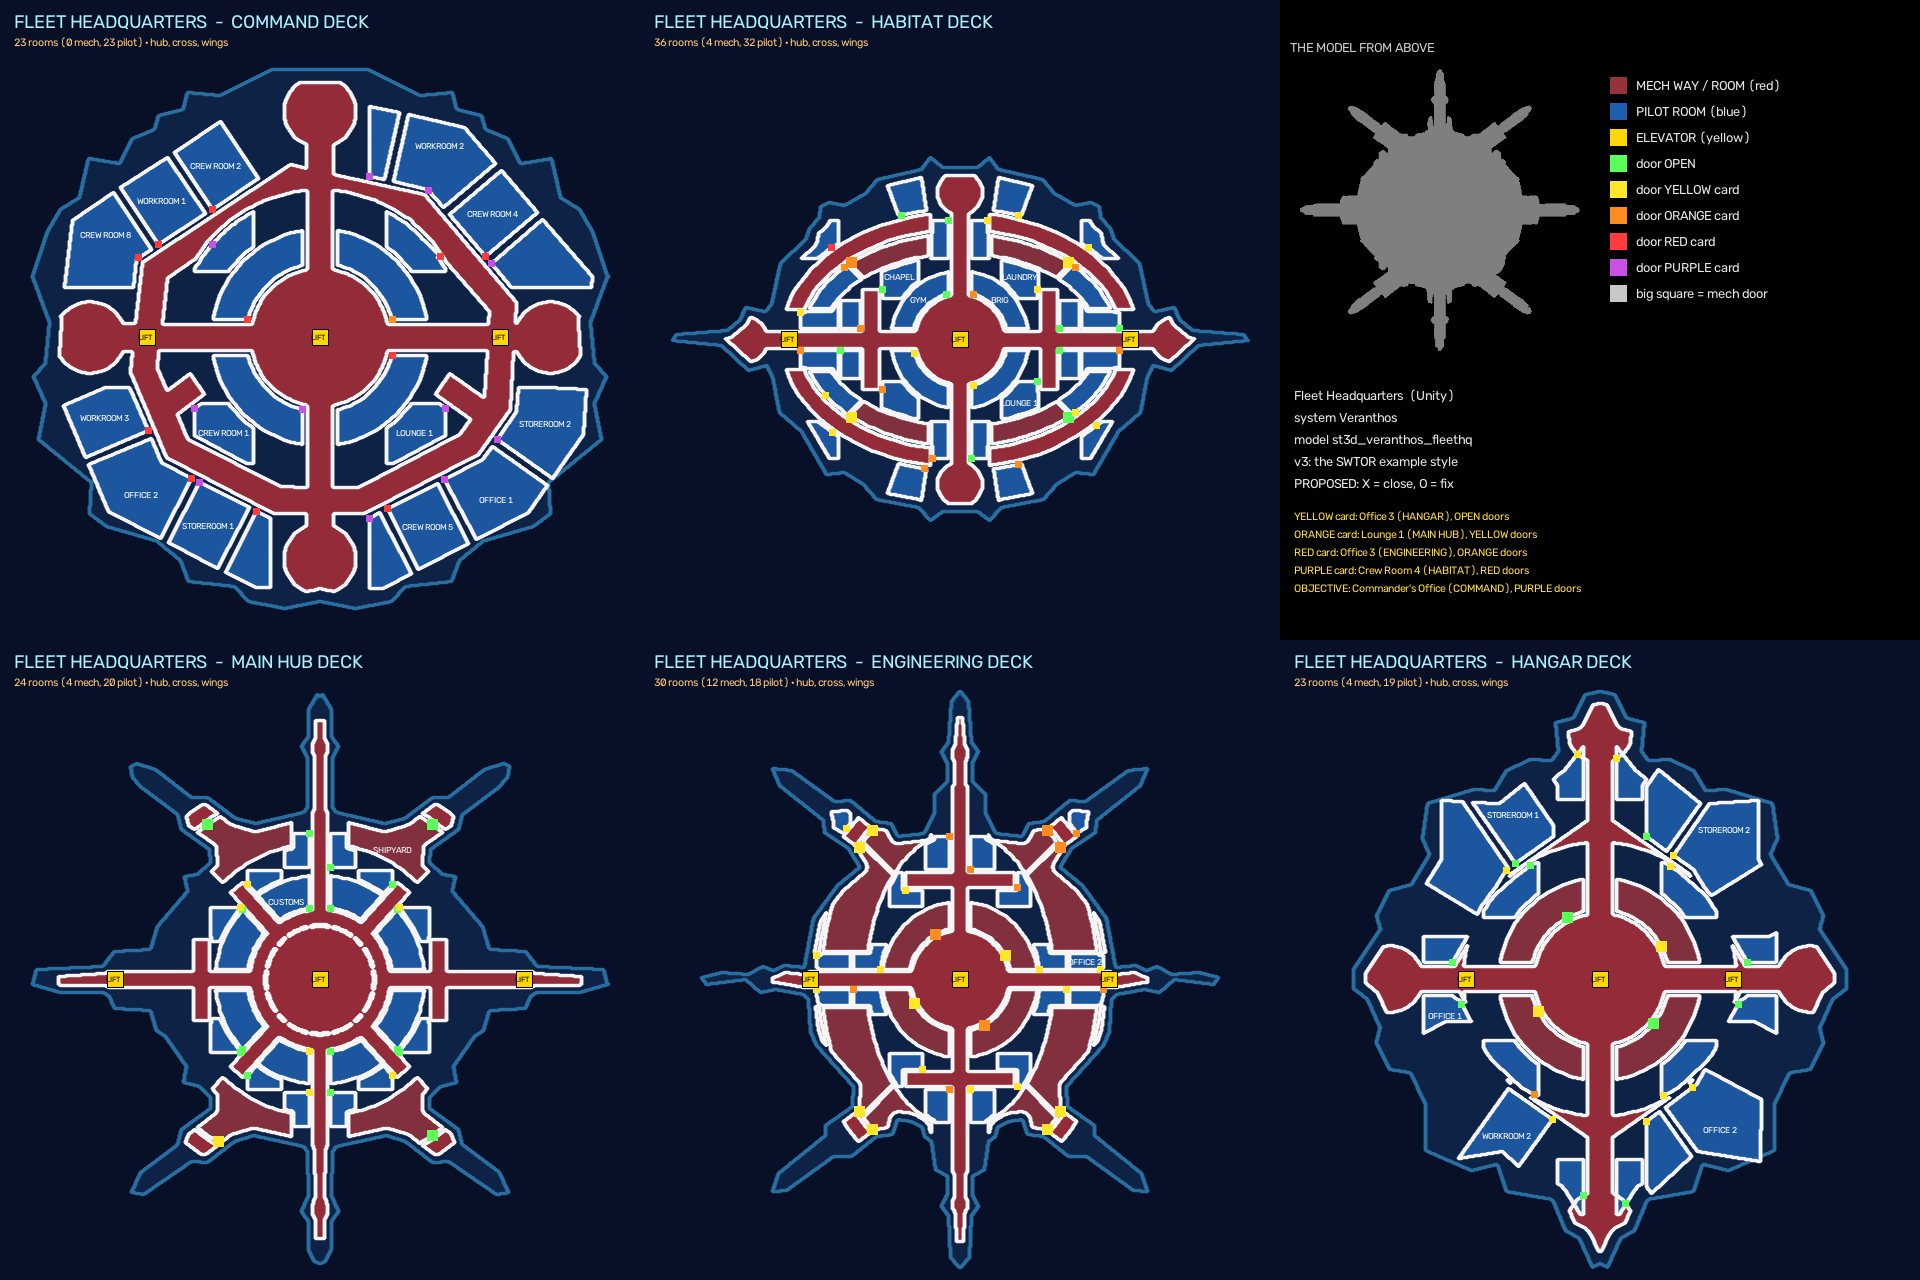 FLEET HEADQUARTERS - COMMAND DECK
23 rooms (0 mech, 23 pilot) • hub, cross, wings
WORKROOM 2
CREW ROOM 2
WORKROOM 1
CREW ROOM 4
CREW ROOM 8
LIFT
LIFT
LIFT
WORKROOM 3
CREW ROOM 1
LOUNGE 1
STOREROOM 2
OFFICE 2
OFFICE 1
STOREROOM 1
CREW ROOM 5
FLEET HEADQUARTERS - HABITAT DECK
36 rooms (4 mech, 32 pilot) • hub, cross, wings
CHAPEL
LAUNDRY
GYM
BRIG
LIFT
LIFT
LIFT
LOUNGE 1
THE MODEL FROM ABOVE
MECH WAY / ROOM (red)
PILOT ROOM (blue)
ELEVATOR (yellow)
door OPEN
door YELLOW card
door ORANGE card
door RED card
door PURPLE card
big square = mech door
Fleet Headquarters (Unity)
system Veranthos
model st3d_veranthos_fleethq
v3: the SWTOR example style
PROPOSED: X = close, O = fix
YELLOW card: Office 3 (HANGAR), OPEN doors
ORANGE card: Lounge 1 (MAIN HUB), YELLOW doors
RED card: Office 3 (ENGINEERING), ORANGE doors
PURPLE card: Crew Room 4 (HABITAT), RED doors
OBJECTIVE: Commander's Office (COMMAND), PURPLE doors
FLEET HEADQUARTERS - MAIN HUB DECK
24 rooms (4 mech, 20 pilot) • hub, cross, wings
SHIPYARD
CUSTOMS
LIFT
LIFT
LIFT
FLEET HEADQUARTERS - ENGINEERING DECK
30 rooms (12 mech, 18 pilot) • hub, cross, wings
OFFICE 2
LIFT
LIFT
LIFT
FLEET HEADQUARTERS - HANGAR DECK
23 rooms (4 mech, 19 pilot) • hub, cross, wings
STOREROOM 1
STOREROOM 2
LIFT
LIFT
LIFT
OFFICE 1
WORKROOM 2
OFFICE 2